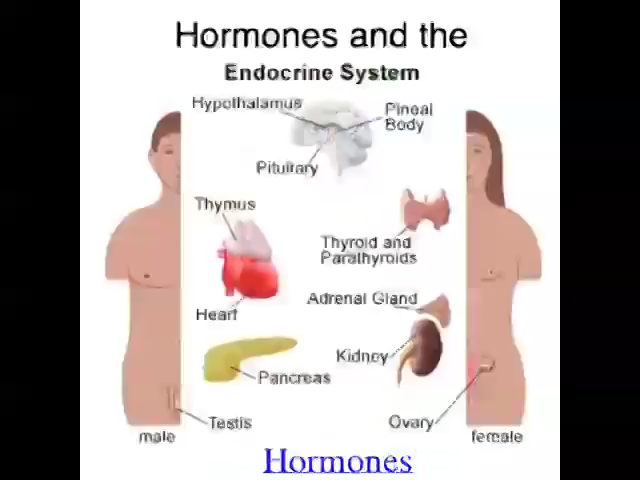 Hormones and the
Endocrine System
Hypothalamus
Pineal
Body
Pituitary
Thymus
Thyroid and
Parathyroids
Adrenal Gland
Heart
Kidney
Pancreas
Testis
Ovary
male
female
Hormones